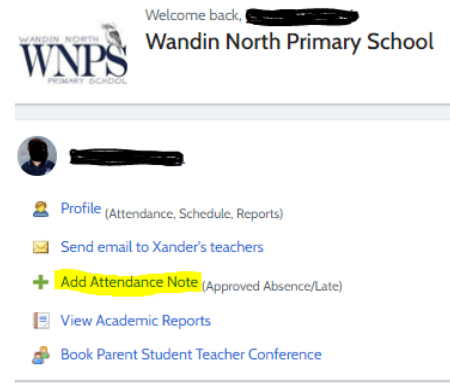 Welcome back,
WANDIN NORTH
WNPS
PRIMARY SCHOOL
Wandin North Primary School
Profile (Attendance, Schedule, Reports)
Send email to Xander's teachers
Add Attendance Note (Approved Absence/Late)
View Academic Reports
Book Parent Student Teacher Conference